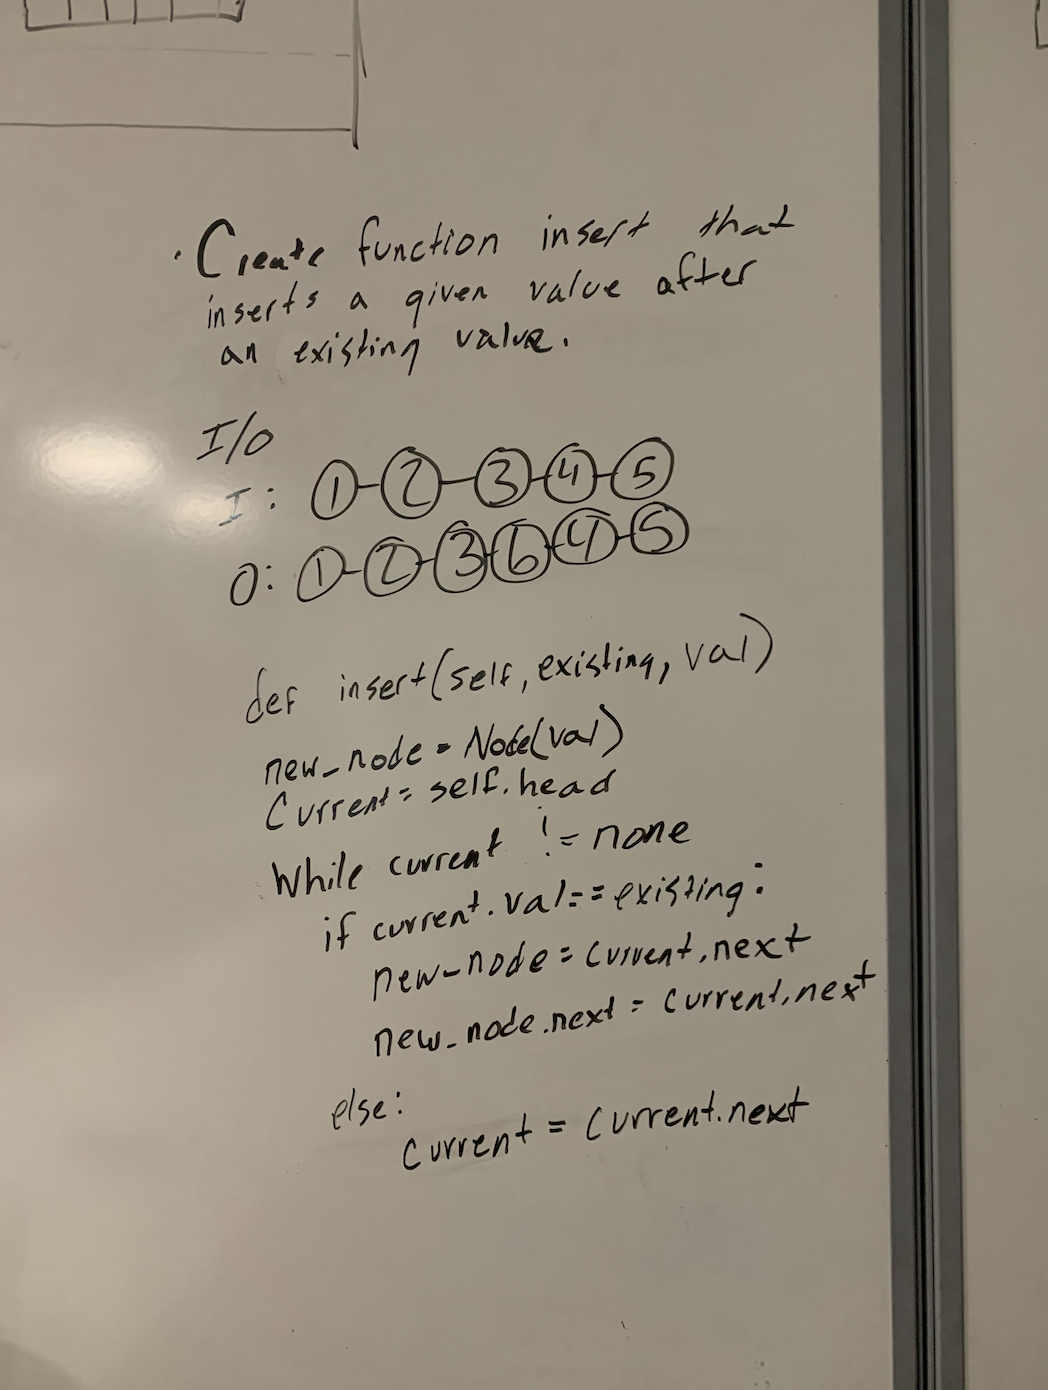 · Create function insert that
inserts a given value after
an existing value.
I/O
I: 1-2-3-4-5
O: 1-2-3-6-4-5
def insert(self, existing, val)
new_node = Node(val)
Current = self.head
While current != none
if current.val == existing:
new_node = current.next
new_node.next = current.next
else:
current = current.next